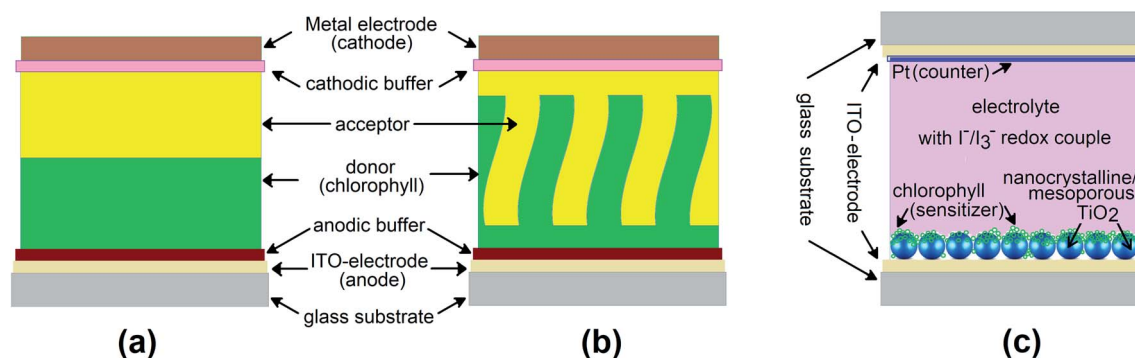 Metal electrode
(cathode)
cathodic buffer
acceptor
donor
(chlorophyll)
anodic buffer
ITO-electrode
(anode)
glass substrate
(a)
(b)
glass substrate
ITO-electrode
Pt (counter)
electrolyte
with I⁻/I₃⁻ redox couple
chlorophyll
(sensitizer)
nanocrystalline/
mesoporous
TiO2
(c)